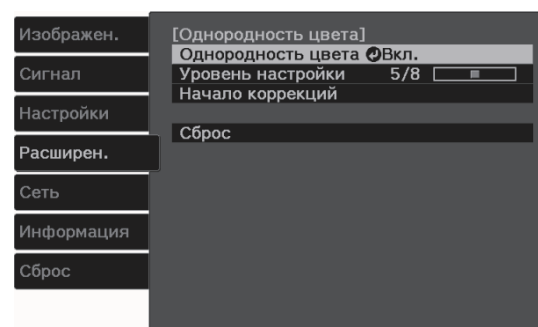 Изображен.
Сигнал
Настройки
Расширен.
Сеть
Информация
Сброс
[Однородность цвета]
Однородность цвета Вкл.
Уровень настройки 5/8
Начало коррекций
Сброс